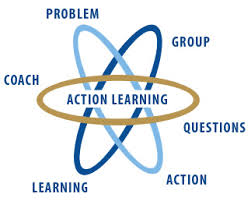 PROBLEM
GROUP
COACH
ACTION LEARNING
QUESTIONS
LEARNING
ACTION